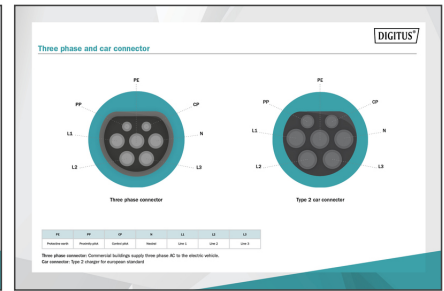 DIGITUS®
Three phase and car connector
PE
PP
CP
L1
N
L2
L3
Three phase connector
PE
PP
CP
L1
N
L2
L3
Type 2 car connector
PE PP CP N L1 L2 L3
Protective earth Proximity pilot Control pilot Neutral Line 1 Line 2 Line 3
Three phase connector: Commercial buildings supply three phase AC to the electric vehicle.
Car connector: Type 2 charger for european standard